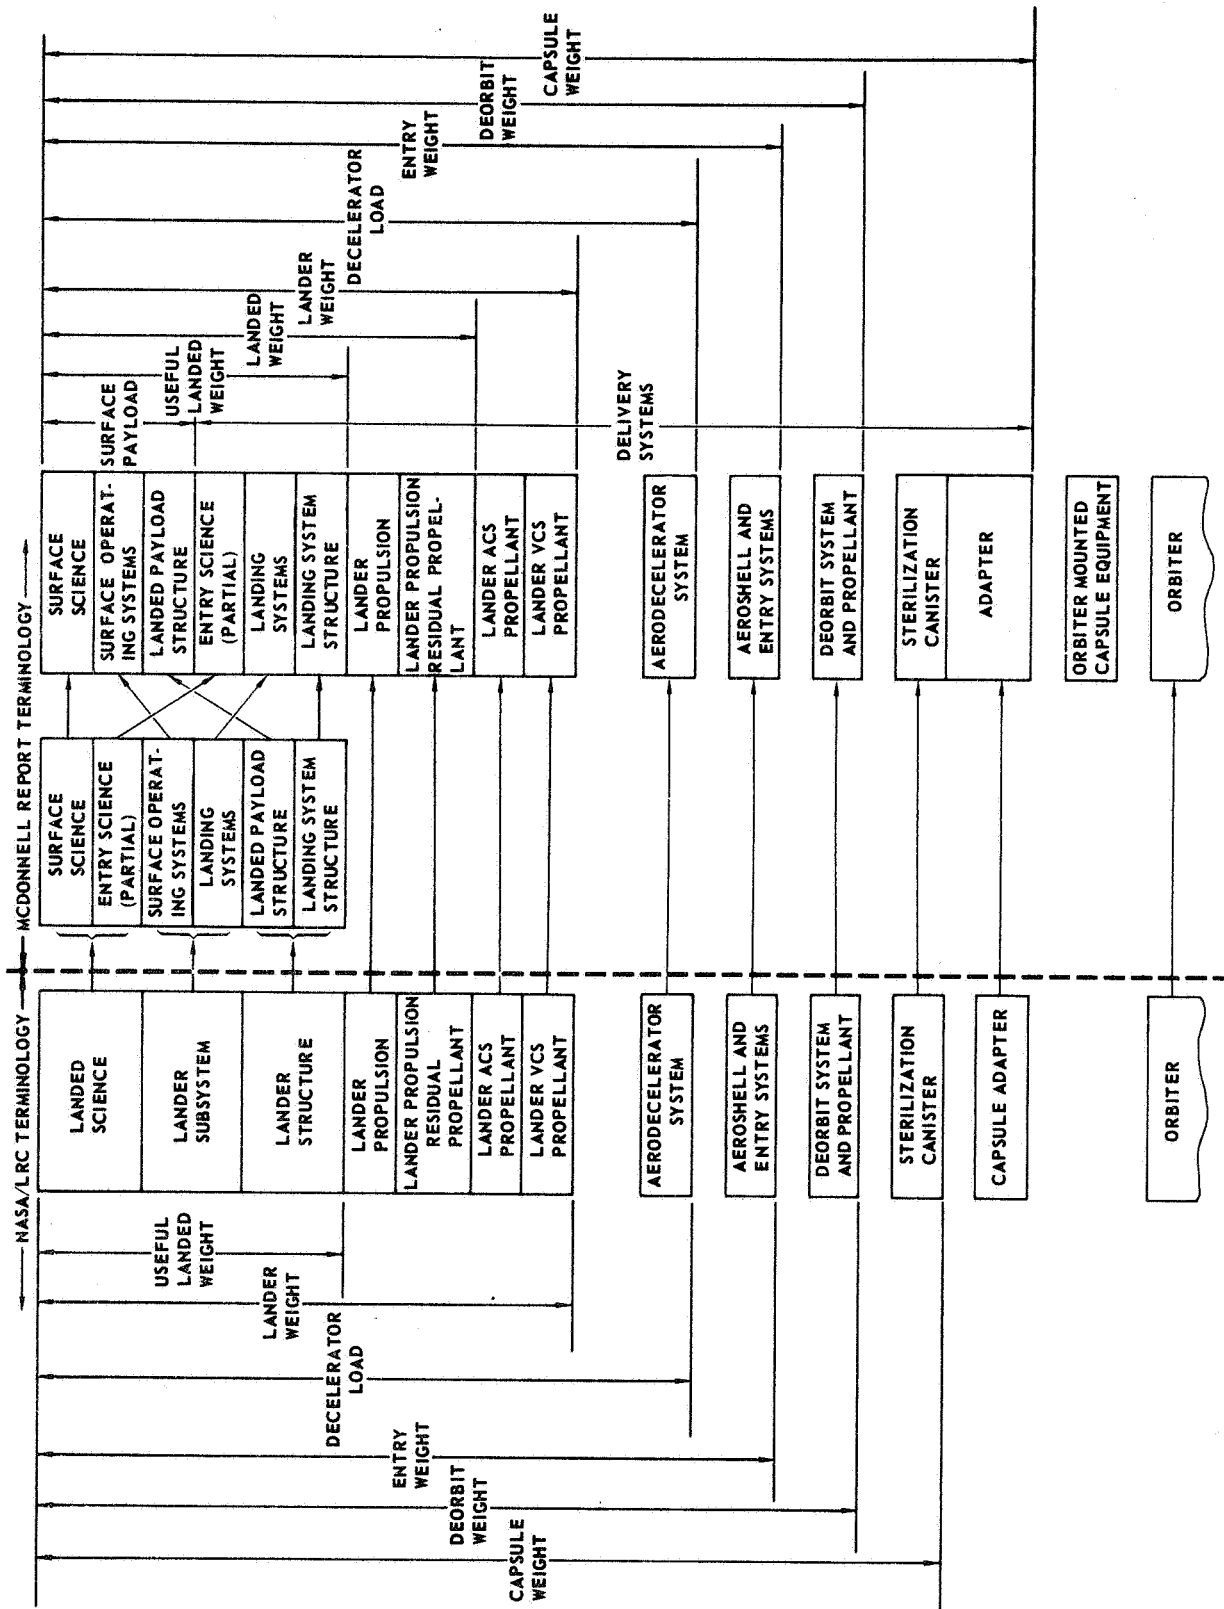 NASA/LRC TERMINOLOGY
MCDONNELL REPORT TERMINOLOGY
CAPSULE
WEIGHT
DEORBIT
WEIGHT
ENTRY
WEIGHT
DECELERATOR
LOAD
LANDER
WEIGHT
USEFUL
LANDED
WEIGHT
LANDED
SCIENCE
LANDER
SUBSYSTEM
LANDER
STRUCTURE
LANDER
PROPULSION
LANDER PROPULSION
RESIDUAL
PROPELLANT
LANDER ACS
PROPELLANT
LANDER VCS
PROPELLANT
AERODECELERATOR
SYSTEM
AEROSHELL AND
ENTRY SYSTEMS
DEORBIT SYSTEM
AND PROPELLANT
STERILIZATION
CANISTER
CAPSULE ADAPTER
ORBITER
SURFACE
SCIENCE
ENTRY SCIENCE
(PARTIAL)
SURFACE OPERAT-
ING SYSTEMS
LANDING
SYSTEMS
LANDED PAYLOAD
STRUCTURE
LANDING SYSTEM
STRUCTURE
SURFACE
SCIENCE
SURFACE OPERAT-
ING SYSTEMS
LANDED PAYLOAD
STRUCTURE
ENTRY SCIENCE
(PARTIAL)
LANDING
SYSTEMS
LANDING SYSTEM
STRUCTURE
LANDER
PROPULSION
LANDER PROPULSION
RESIDUAL PROPEL-
LANT
LANDER ACS
PROPELLANT
LANDER VCS
PROPELLANT
AERODECELERATOR
SYSTEM
AEROSHELL AND
ENTRY SYSTEMS
DEORBIT SYSTEM
AND PROPELLANT
STERILIZATION
CANISTER
ADAPTER
ORBITER MOUNTED
CAPSULE EQUIPMENT
ORBITER
SURFACE
PAYLOAD
USEFUL
LANDED
WEIGHT
DELIVERY
SYSTEMS
LANDED
WEIGHT
LANDER
WEIGHT
DECELERATOR
LOAD
ENTRY
WEIGHT
DEORBIT
WEIGHT
CAPSULE
WEIGHT